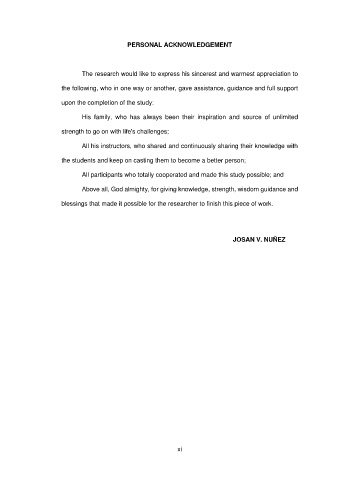 PERSONAL ACKNOWLEDGEMENT
The research would like to express his sincerest and warmest appreciation to
the following, who in one way or another, gave assistance, guidance and full support
upon the completion of the study:
His family, who has always been their inspiration and source of unlimited
strength to go on with life's challenges;
All his instructors, who shared and continuously sharing their knowledge with
the students and keep on casting them to become a better person;
All participants who totally cooperated and made this study possible; and
Above all, God almighty, for giving knowledge, strength, wisdom guidance and
blessings that made it possible for the researcher to finish this piece of work.
JOSAN V. NUÑEZ
xi